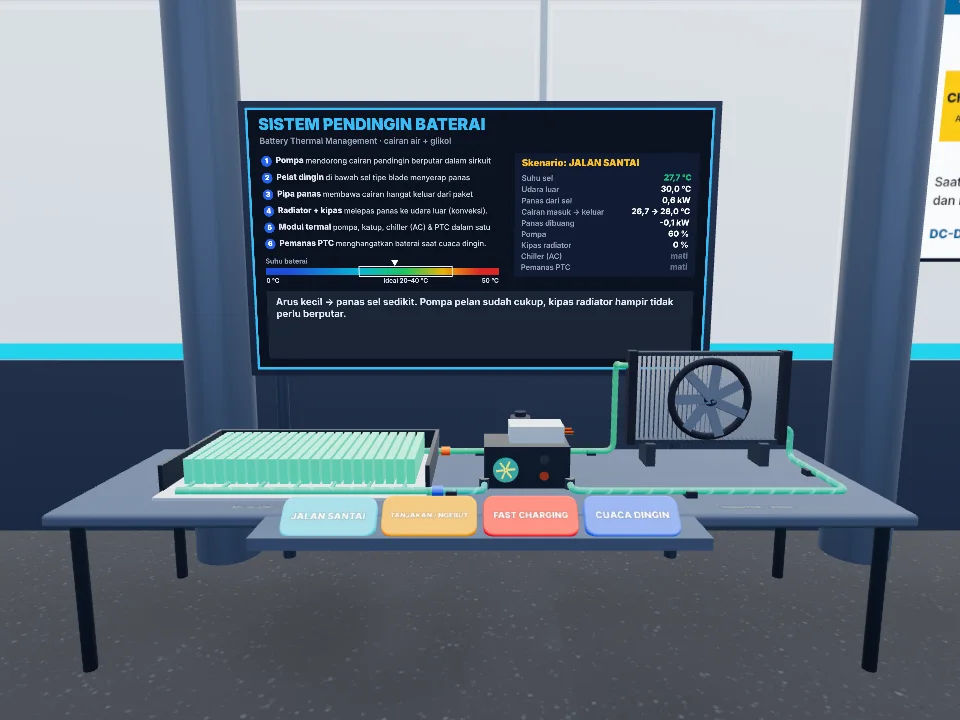 SISTEM PENDINGIN BATERAI
Battery Thermal Management · cairan air + glikol
1 Pompa mendorong cairan pendingin berputar dalam sirkuit
2 Pelat dingin di bawah sel tipe blade menyerap panas
3 Pipa panas membawa cairan hangat keluar dari paket
4 Radiator + kipas melepas panas ke udara luar (konveksi).
5 Modul termal pompa, katup, chiller (AC) & PTC dalam satu
6 Pemanas PTC menghangatkan baterai saat cuaca dingin.
Suhu baterai
0 °C
Ideal 20–40 °C
50 °C
Skenario: JALAN SANTAI
Suhu sel 27,7 °C
Udara luar 30,0 °C
Panas dari sel 0,6 kW
Cairan masuk → keluar 26,7 → 28,0 °C
Panas dibuang -0,1 kW
Pompa 60 %
Kipas radiator 0 %
Chiller (AC) mati
Pemanas PTC mati
Arus kecil → panas sel sedikit. Pompa pelan sudah cukup, kipas radiator hampir tidak
perlu berputar.
JALAN SANTAI
TANJAKAN / NGEBUT
FAST CHARGING
CUACA DINGIN
Saat
dan
DC-D